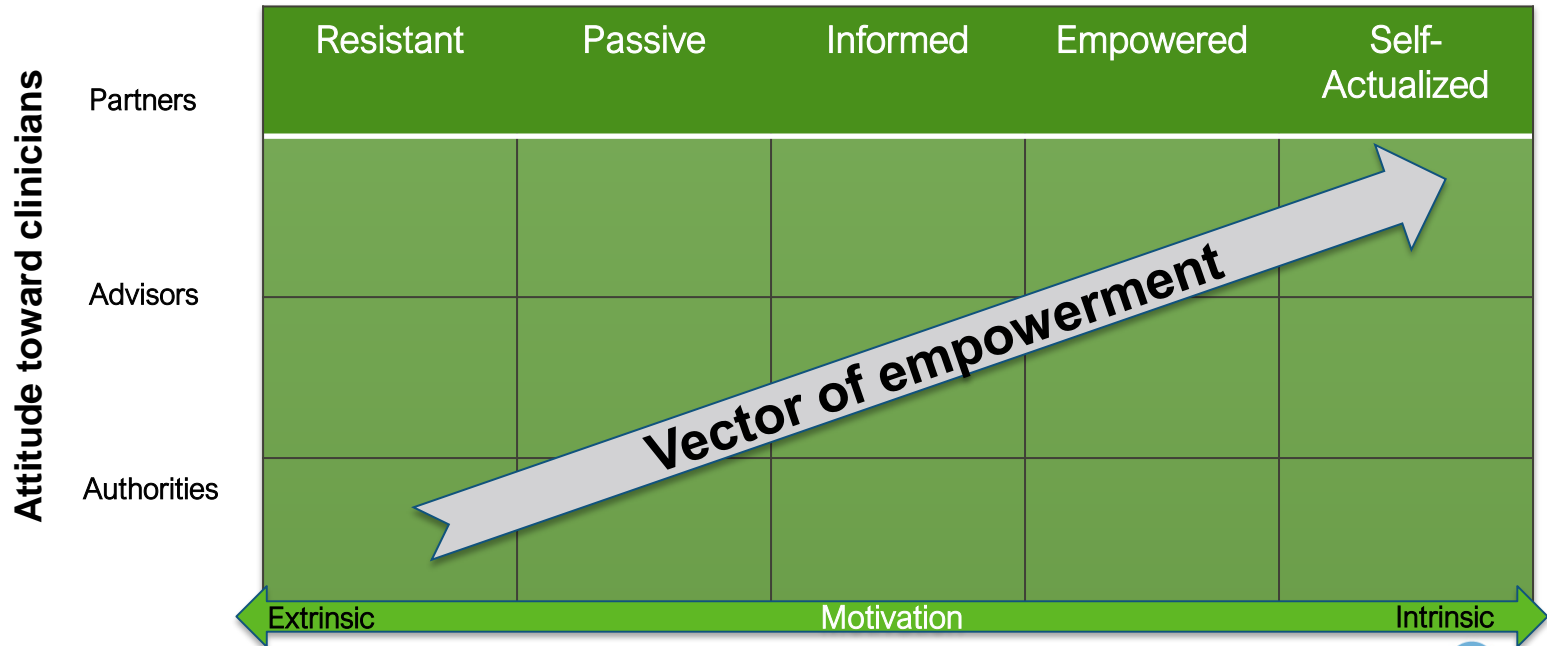 Resistant
Passive
Informed
Empowered
Self-
Actualized
Attitude toward clinicians
Partners
Advisors
Authorities
Vector of empowerment
Extrinsic
Motivation
Intrinsic